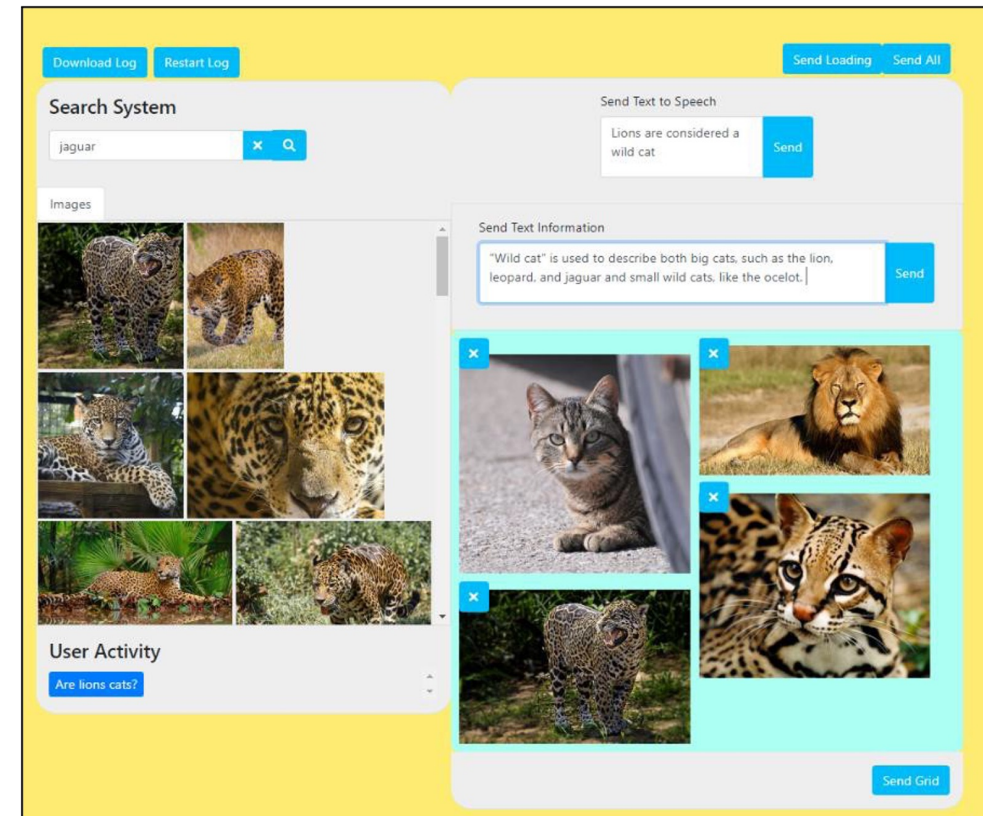 Download Log
Restart Log
Send Loading
Send All
Search System
jaguar
Images
User Activity
Are lions cats?
Send Text to Speech
Lions are considered a
wild cat
Send
Send Text Information
"Wild cat" is used to describe both big cats, such as the lion,
leopard, and jaguar and small wild cats, like the ocelot.
Send
Send Grid